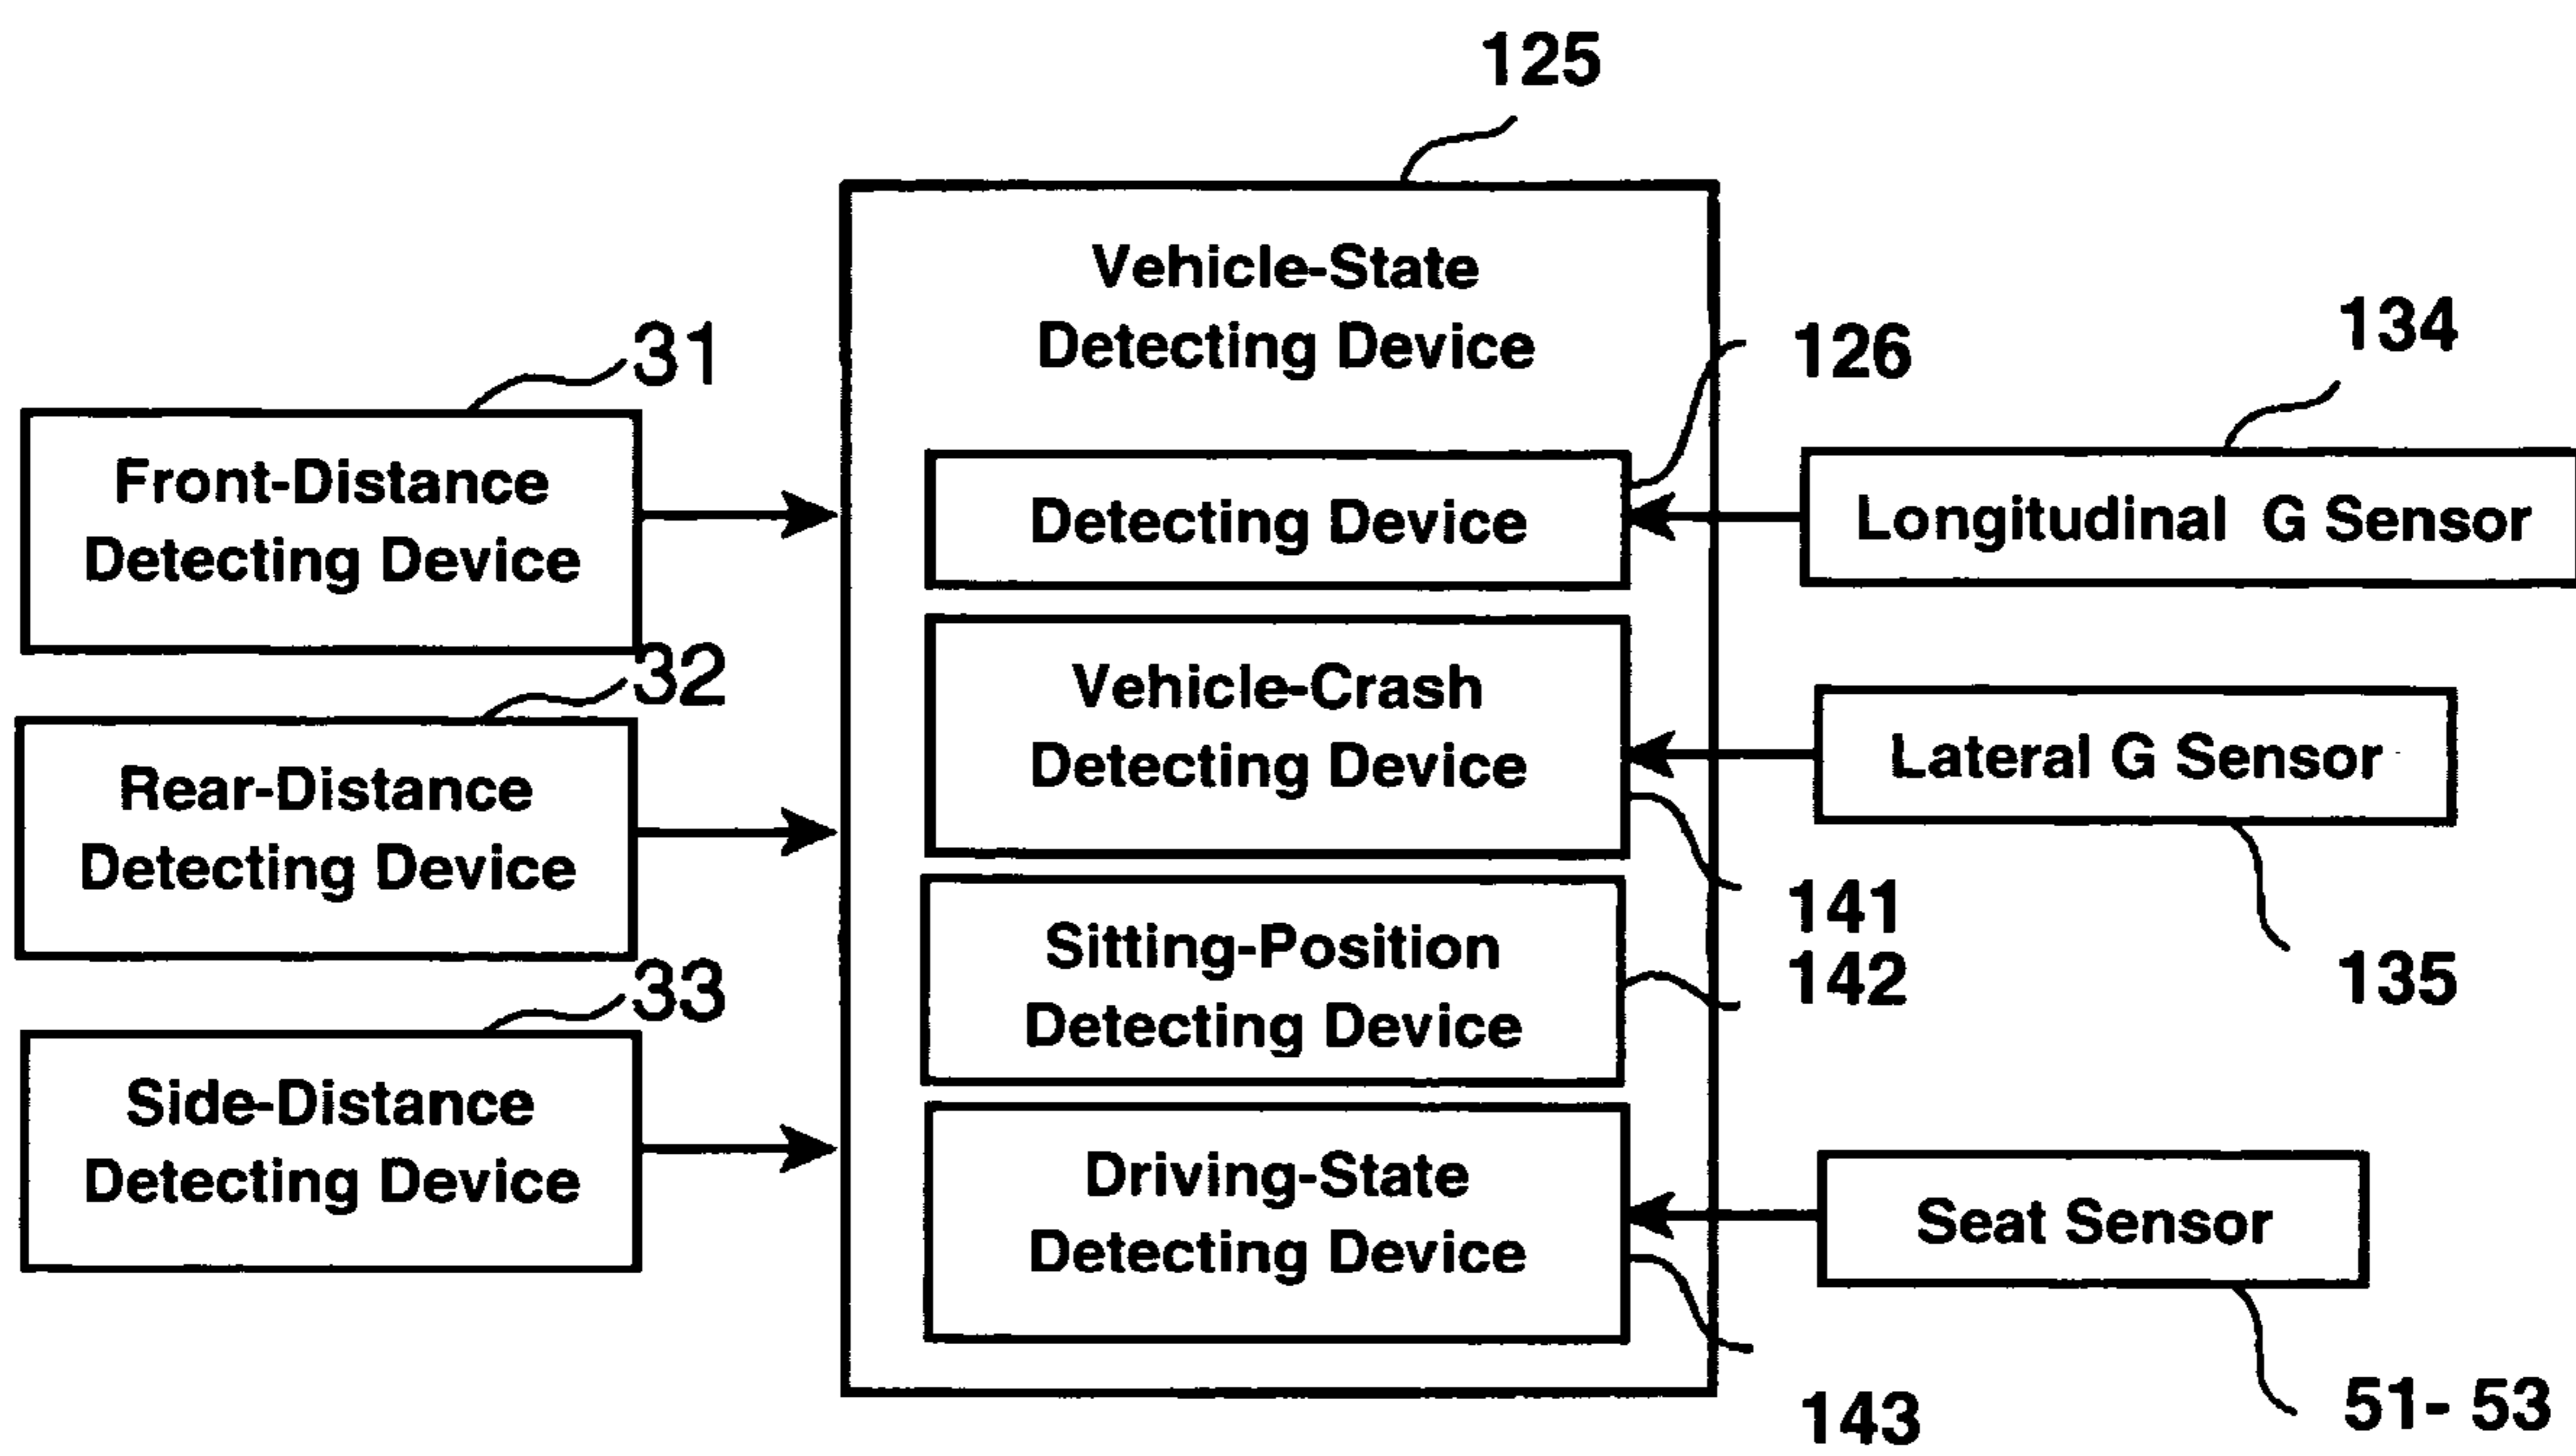 125
Vehicle-State
Detecting Device
126
134
31
Front-Distance
Detecting Device
Detecting Device
Longitudinal G Sensor
32
Rear-Distance
Detecting Device
Vehicle-Crash
Detecting Device
141
Lateral G Sensor
135
33
Side-Distance
Detecting Device
Sitting-Position
Detecting Device
142
Driving-State
Detecting Device
143
Seat Sensor
51- 53